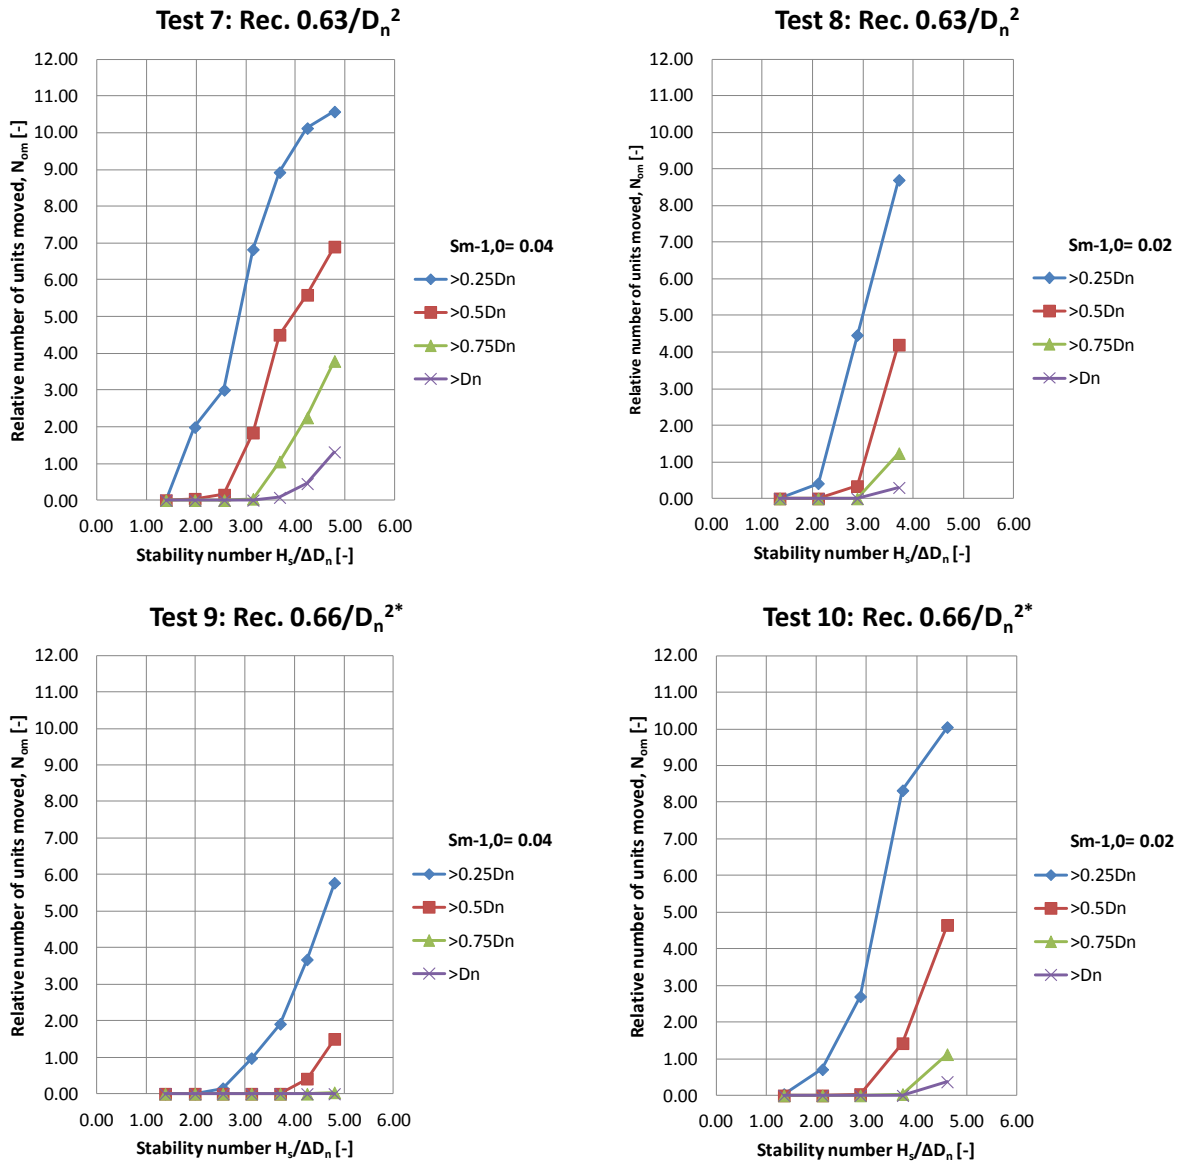 Test 7: Rec. 0.63/Dn²
12.00
11.00
10.00
9.00
8.00
7.00
6.00
5.00
4.00
3.00
2.00
1.00
0.00
0.00 1.00 2.00 3.00 4.00 5.00 6.00
Relative number of units moved, Nom [-]
Stability number Hs/ΔDn [-]
Sm-1,0= 0.04
>0.25Dn
>0.5Dn
>0.75Dn
>Dn
Test 8: Rec. 0.63/Dn²
12.00
11.00
10.00
9.00
8.00
7.00
6.00
5.00
4.00
3.00
2.00
1.00
0.00
0.00 1.00 2.00 3.00 4.00 5.00 6.00
Relative number of units moved, Nom [-]
Stability number Hs/ΔDn [-]
Sm-1,0= 0.02
>0.25Dn
>0.5Dn
>0.75Dn
>Dn
Test 9: Rec. 0.66/Dn²*
12.00
11.00
10.00
9.00
8.00
7.00
6.00
5.00
4.00
3.00
2.00
1.00
0.00
0.00 1.00 2.00 3.00 4.00 5.00 6.00
Relative number of units moved, Nom [-]
Stability number Hs/ΔDn [-]
Sm-1,0= 0.04
>0.25Dn
>0.5Dn
>0.75Dn
>Dn
Test 10: Rec. 0.66/Dn²*
12.00
11.00
10.00
9.00
8.00
7.00
6.00
5.00
4.00
3.00
2.00
1.00
0.00
0.00 1.00 2.00 3.00 4.00 5.00 6.00
Relative number of units moved, Nom [-]
Stability number Hs/ΔDn [-]
Sm-1,0= 0.02
>0.25Dn
>0.5Dn
>0.75Dn
>Dn